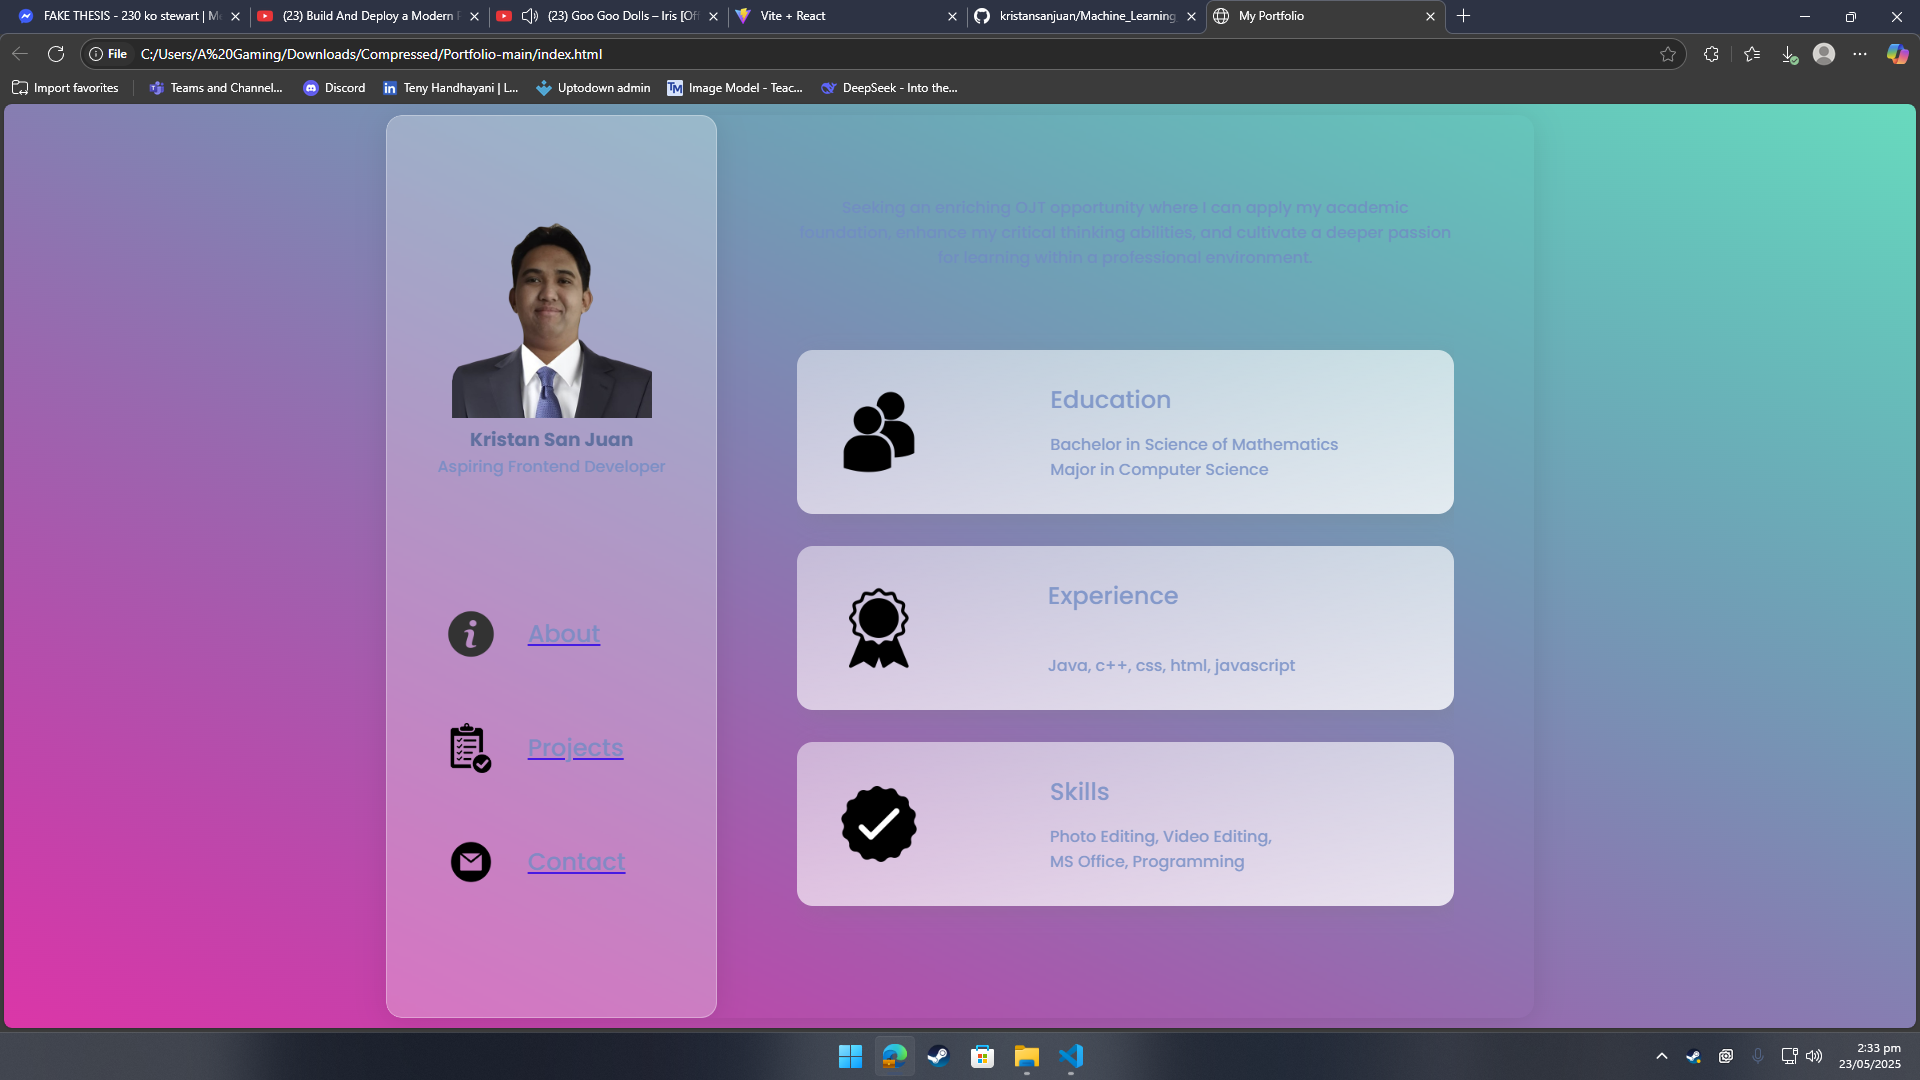 FAKE THESIS - 230 ko stewart | Me
(23) Build And Deploy a Modern P
(23) Goo Goo Dolls – Iris [Off
Vite + React
kristansanjuan/Machine_Learning
My Portfolio
File
C:/Users/A%20Gaming/Downloads/Compressed/Portfolio-main/index.html
Import favorites
Teams and Channel...
Discord
Teny Handhayani | L...
Uptodown admin
TM
Image Model - Teac...
DeepSeek - Into the...
Kristan San Juan
Aspiring Frontend Developer
About
Projects
Contact
Seeking an enriching OJT opportunity where I can apply my academic
foundation, enhance my critical thinking abilities, and cultivate a deeper passion
for learning within a professional environment.
Education
Bachelor in Science of Mathematics
Major in Computer Science
Experience
Java, c++, css, html, javascript
Skills
Photo Editing, Video Editing,
MS Office, Programming
2:33 pm
23/05/2025